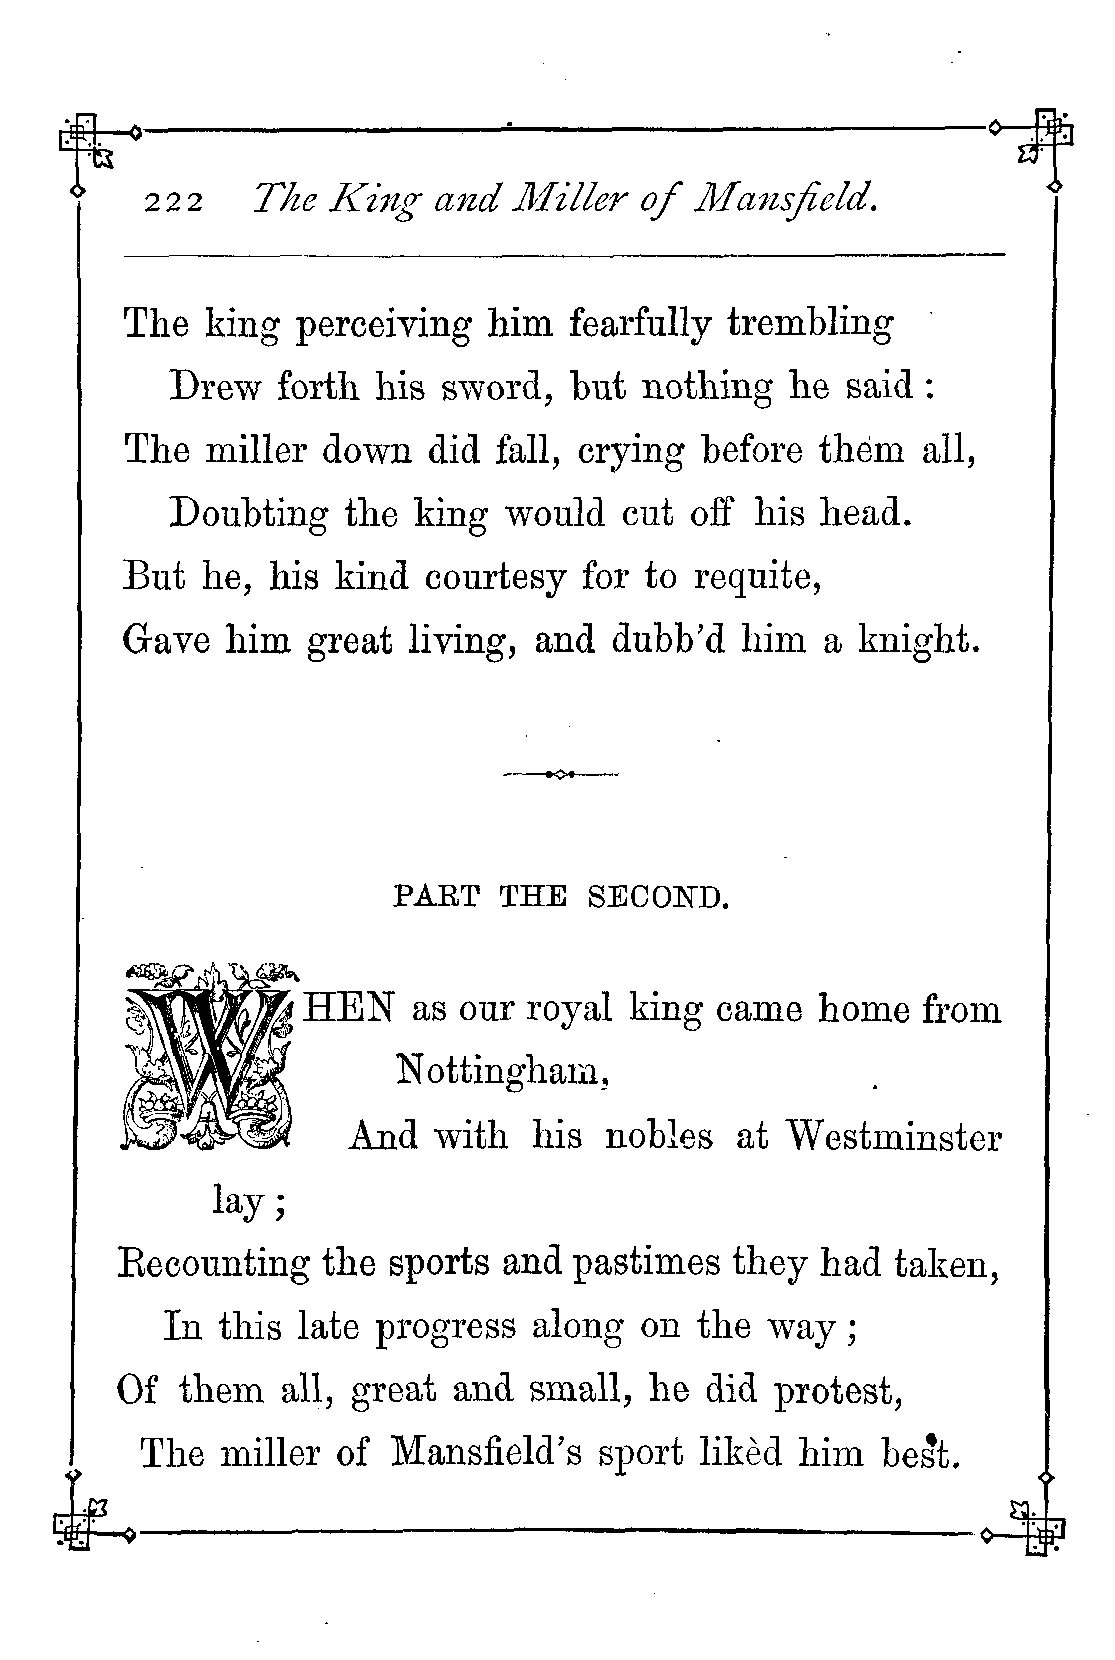 222 The King and Miller of Mansfield.
The king perceiving him fearfully trembling
Drew forth his sword, but nothing he said :
The miller down did fall, crying before them all,
Doubting the king would cut off his head.
But he, his kind courtesy for to requite,
Gave him great living, and dubb'd him a knight.
PART THE SECOND.
WHEN as our royal king came home from
Nottingham,
And with his nobles at Westminster
lay ;
Recounting the sports and pastimes they had taken,
In this late progress along on the way ;
Of them all, great and small, he did protest,
The miller of Mansfield's sport likèd him best.